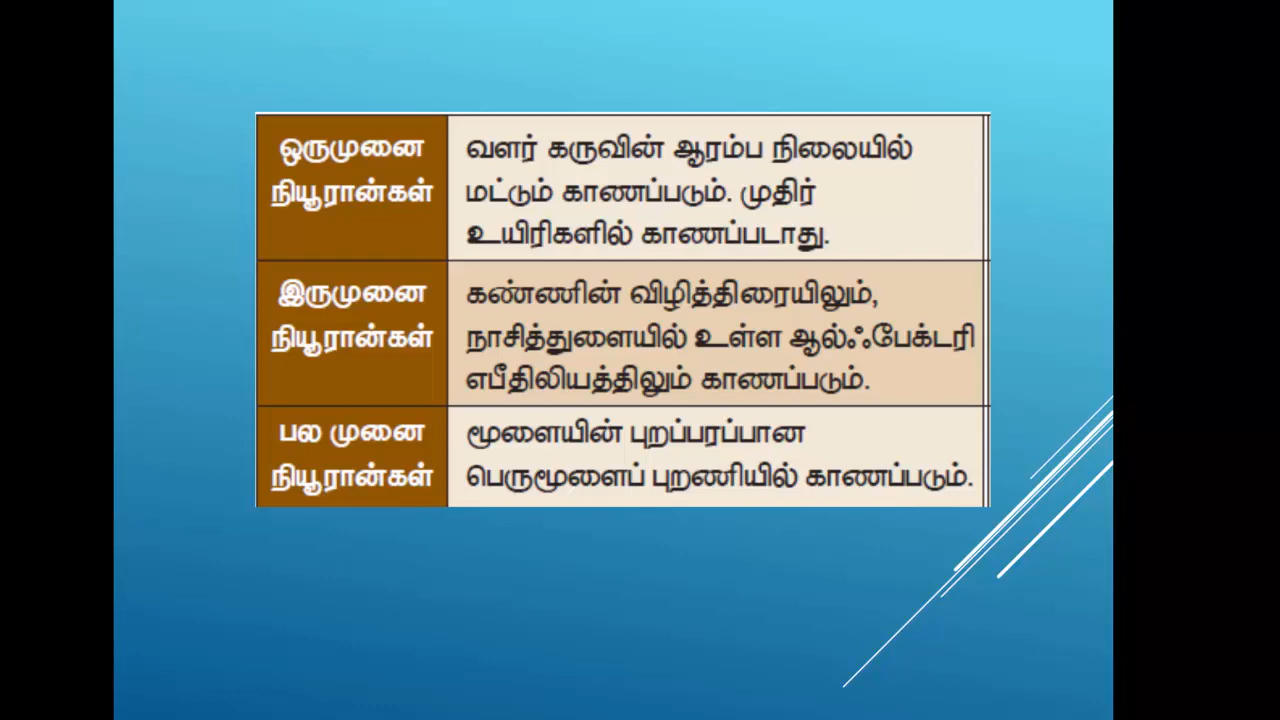 ஒருமுனை
நியூரான்கள்
வளர் கருவின் ஆரம்ப நிலையில்
மட்டும் காணப்படும். முதிர்
உயிரிகளில் காணப்படாது.
இருமுனை
நியூரான்கள்
கண்ணின் விழித்திரையிலும்,
நாசித்துளையில் உள்ள ஆல்ஃபேக்டரி
எபீதிலியத்திலும் காணப்படும்.
பல முனை
நியூரான்கள்
மூளையின் புறப்பரப்பான
பெருமூளைப் புறணியில் காணப்படும்.